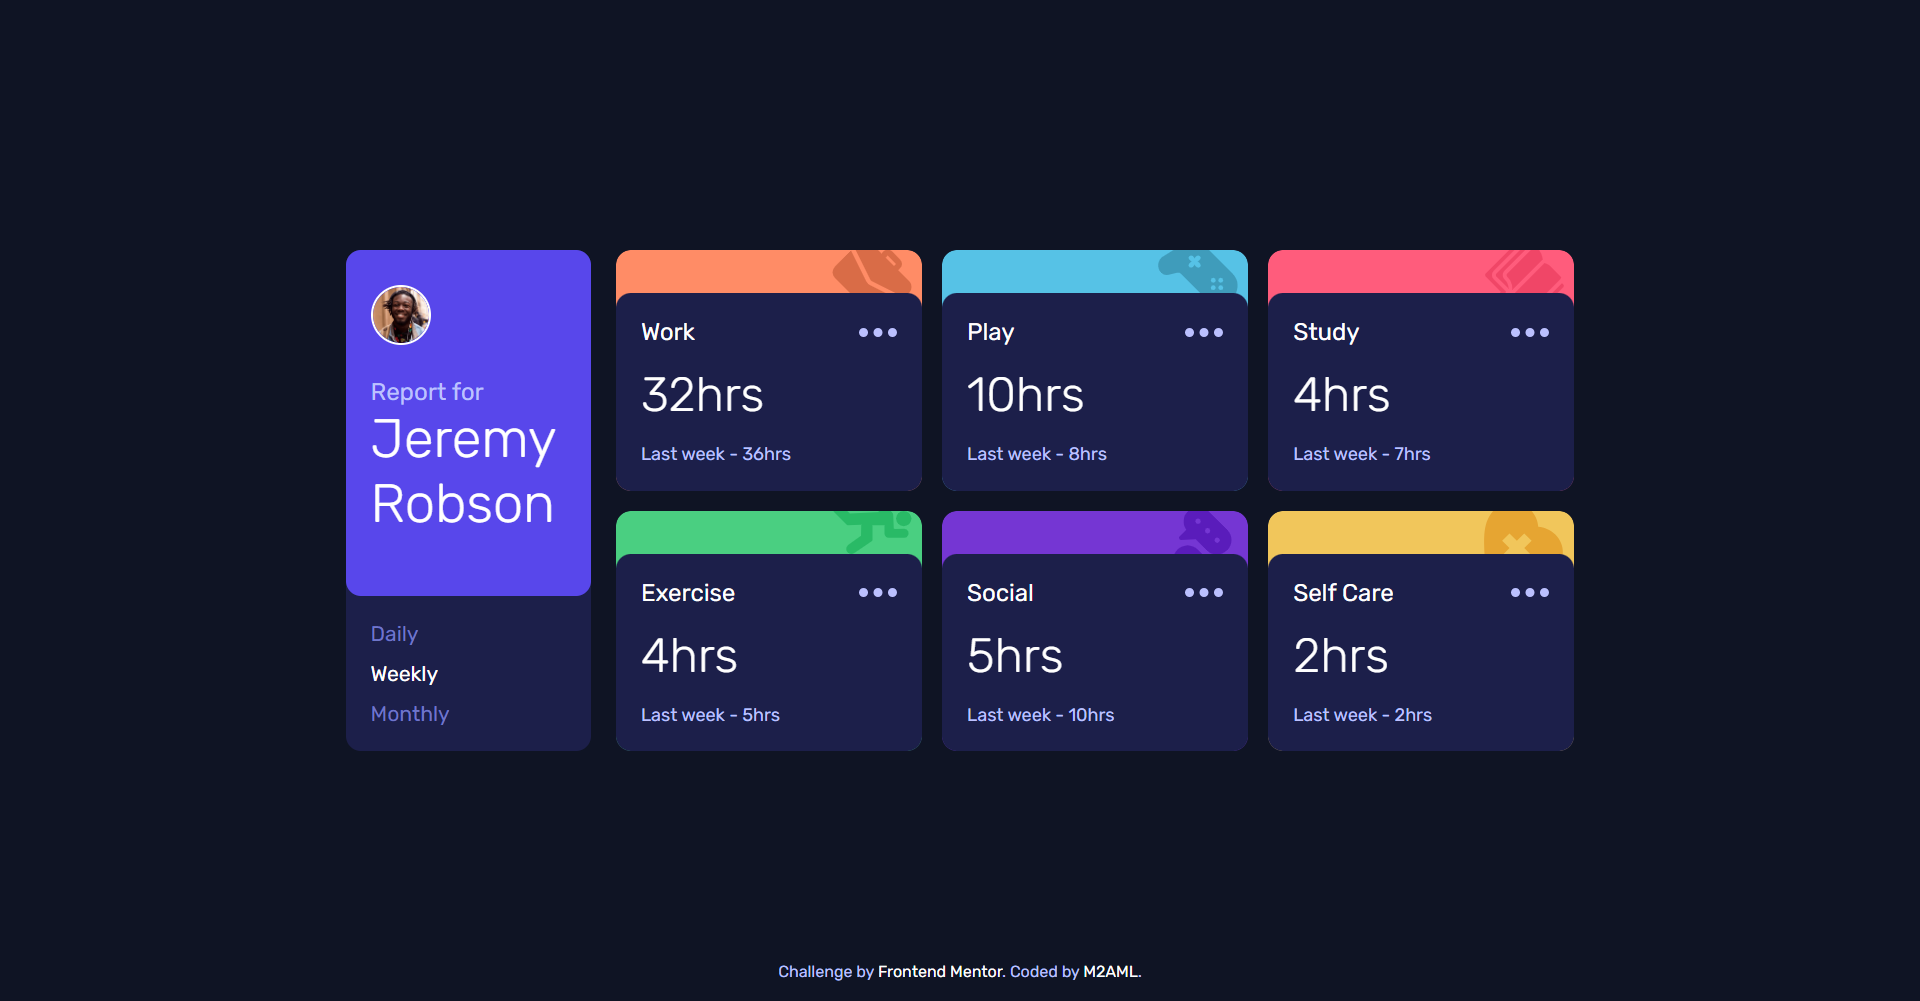 Report for
Jeremy
Robson
Daily
Weekly
Monthly
Work
32hrs
Last week - 36hrs
Play
10hrs
Last week - 8hrs
Study
4hrs
Last week - 7hrs
Exercise
4hrs
Last week - 5hrs
Social
5hrs
Last week - 10hrs
Self Care
2hrs
Last week - 2hrs
Challenge by Frontend Mentor. Coded by M2AML.